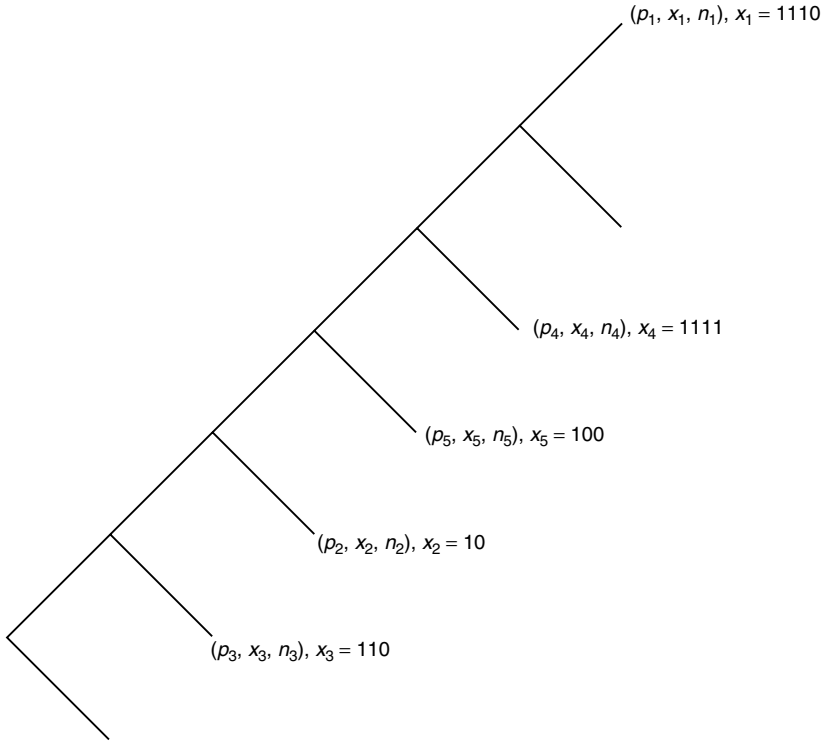 (p₁, x₁, n₁), x₁ = 1110
(p₄, x₄, n₄), x₄ = 1111
(p₅, x₅, n₅), x₅ = 100
(p₂, x₂, n₂), x₂ = 10
(p₃, x₃, n₃), x₃ = 110